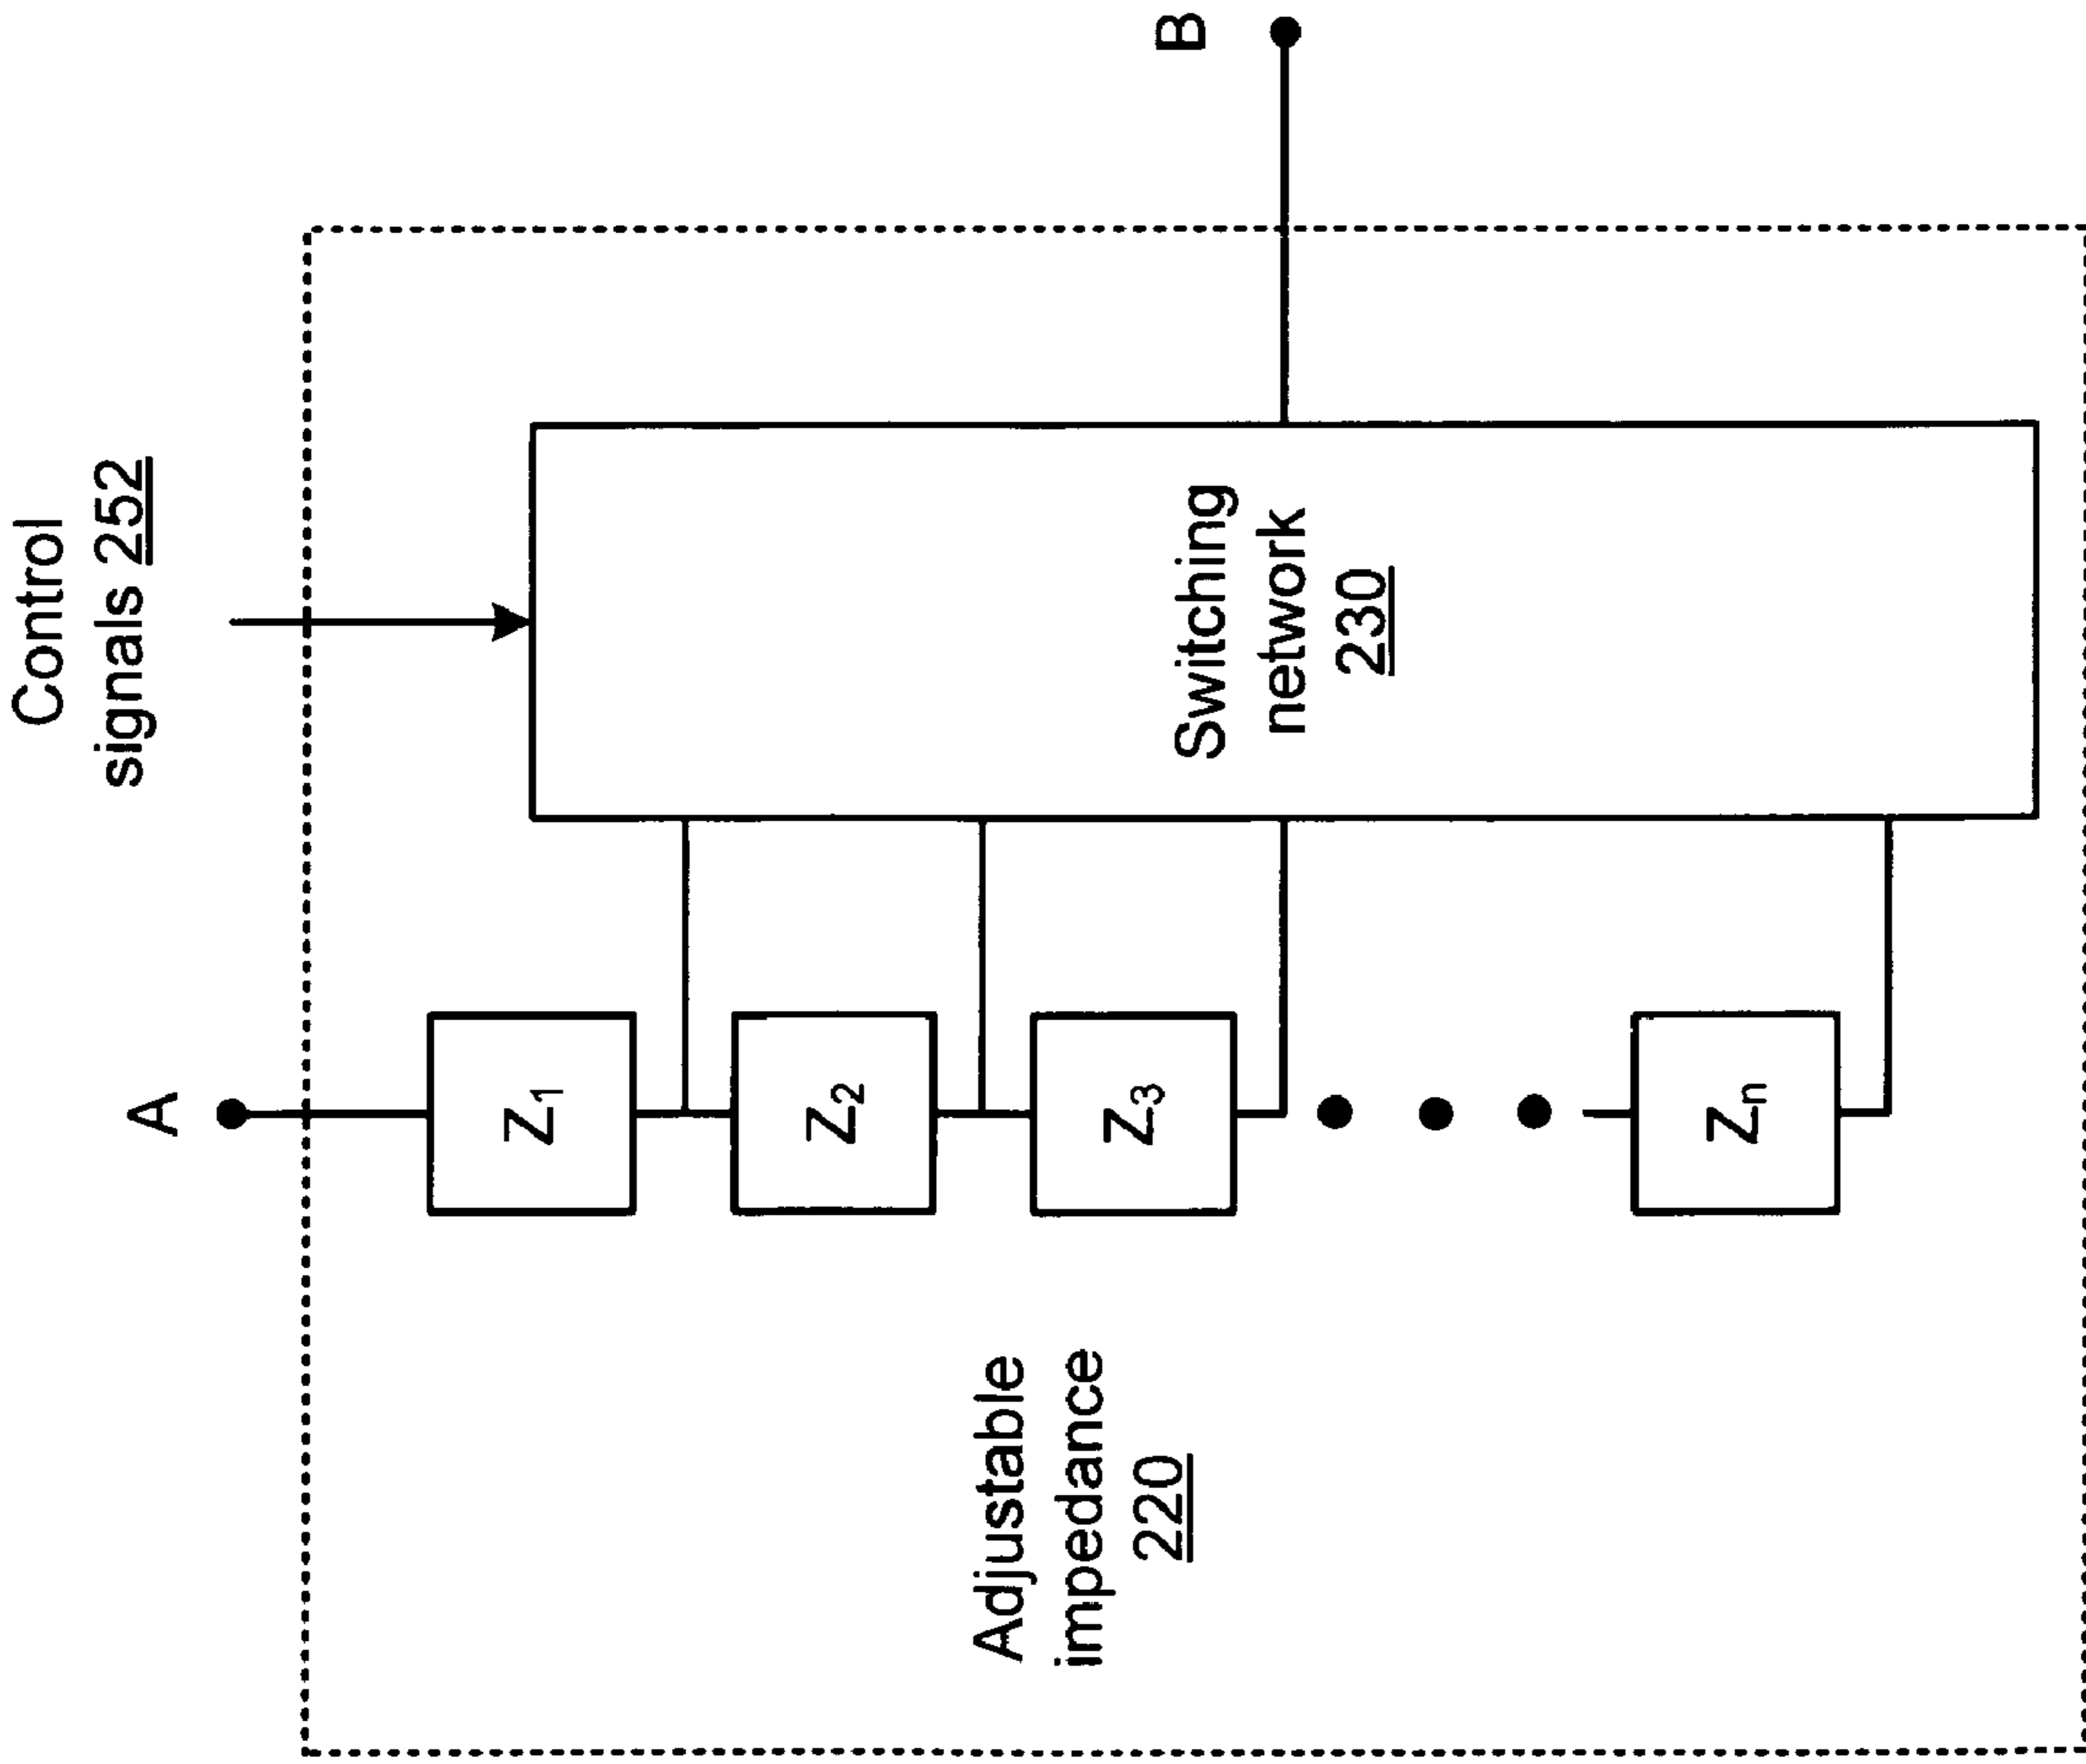 Control
signals 252
A
B
Z1
Z2
Z3
Zn
Switching
network
230
Adjustable
impedance
220